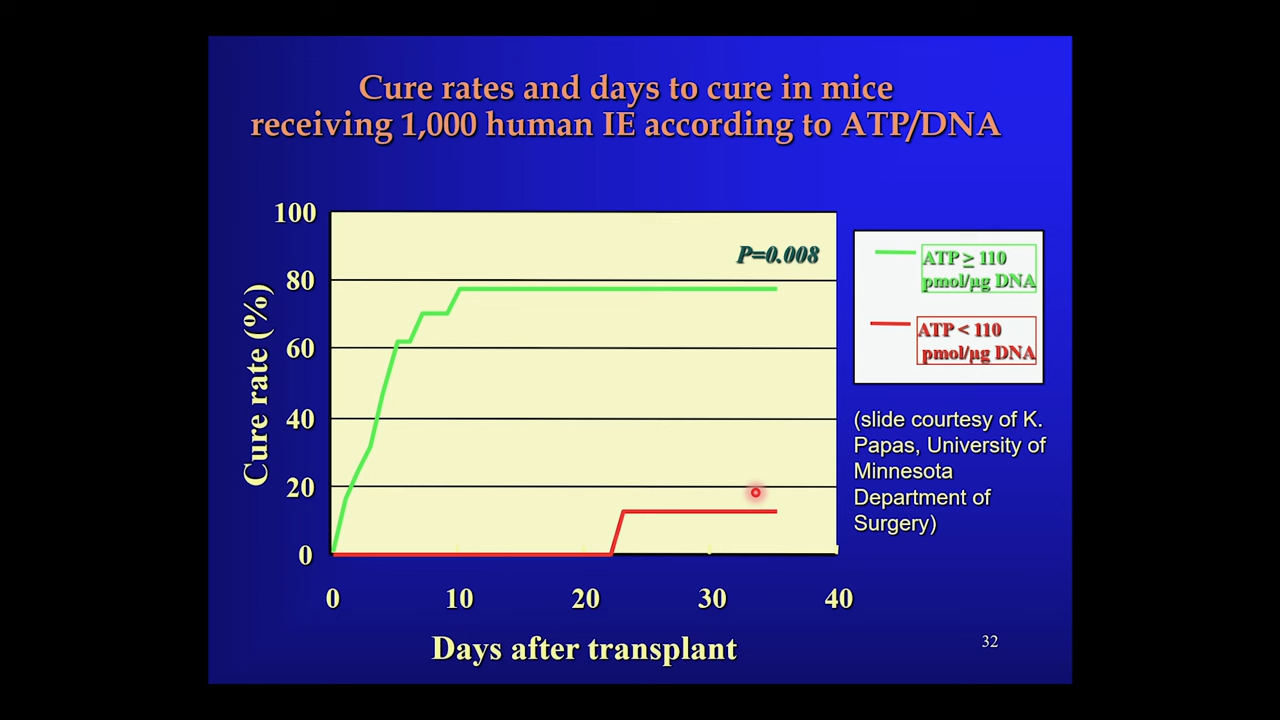 Cure rates and days to cure in mice
receiving 1,000 human IE according to ATP/DNA
100
80
60
40
20
0
Cure rate (%)
P=0.008
0
10
20
30
40
Days after transplant
ATP ≥ 110
pmol/μg DNA
ATP < 110
pmol/μg DNA
(slide courtesy of K.
Papas, University of
Minnesota
Department of
Surgery)
32